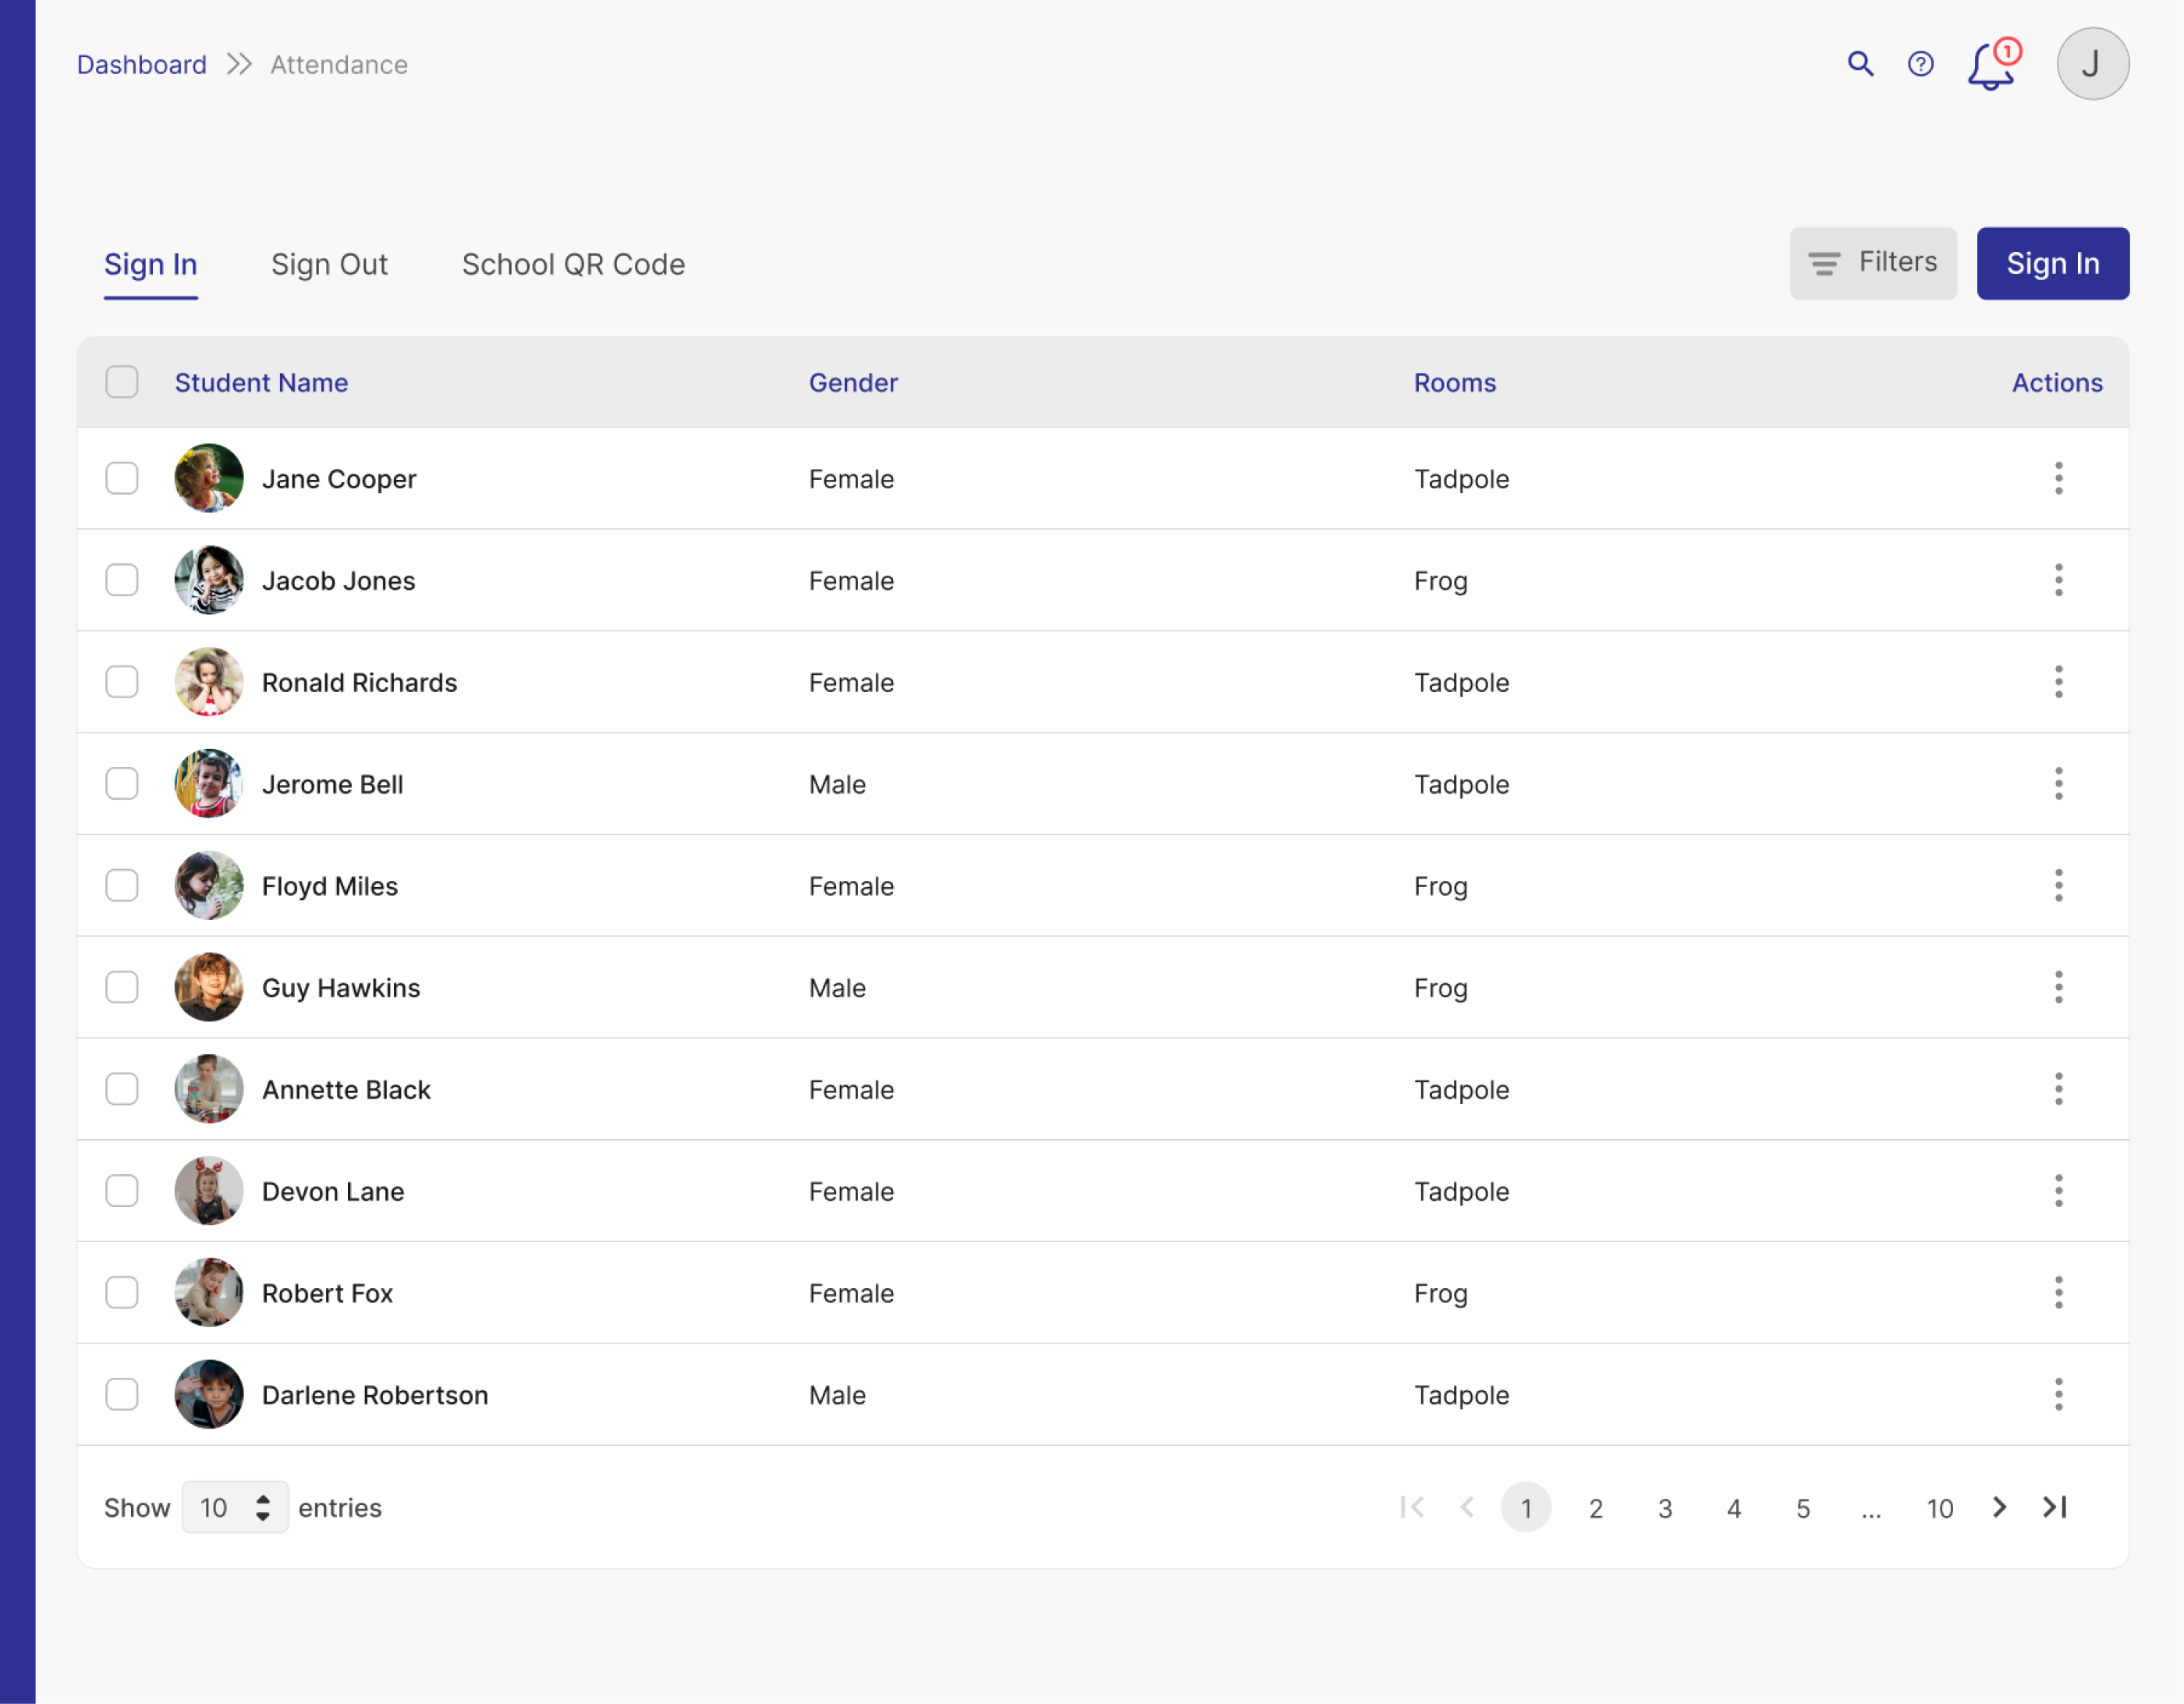 Dashboard Attendance 1 J
Sign In Sign Out School QR Code Filters Sign In
Student Name Gender Rooms Actions
Jane Cooper Female Tadpole
Jacob Jones Female Frog
Ronald Richards Female Tadpole
Jerome Bell Male Tadpole
Floyd Miles Female Frog
Guy Hawkins Male Frog
Annette Black Female Tadpole
Devon Lane Female Tadpole
Robert Fox Female Frog
Darlene Robertson Male Tadpole
Show 10 entries 1 2 3 4 5 ... 10